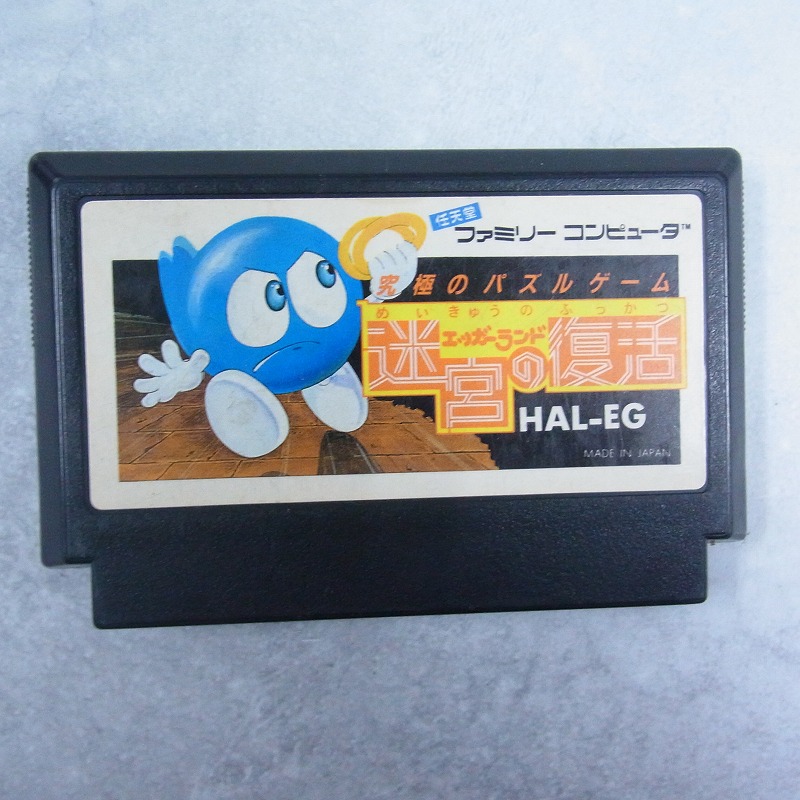 任天堂
ファミリー コンピュータ™
究極のパズルゲーム
めいきゅうのふっかつ
エッガーランド
迷宮の復活
HAL-EG
MADE IN JAPAN